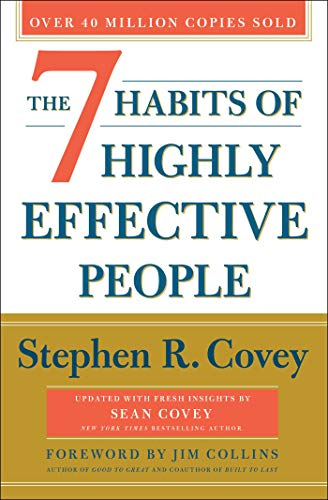 OVER 40 MILLION COPIES SOLD
THE 7 HABITS OF
HIGHLY
EFFECTIVE
PEOPLE
Stephen R. Covey
UPDATED WITH FRESH INSIGHTS BY
SEAN COVEY
NEW YORK TIMES BESTSELLING AUTHOR
FOREWORD BY JIM COLLINS
AUTHOR OF GOOD TO GREAT AND COAUTHOR OF BUILT TO LAST